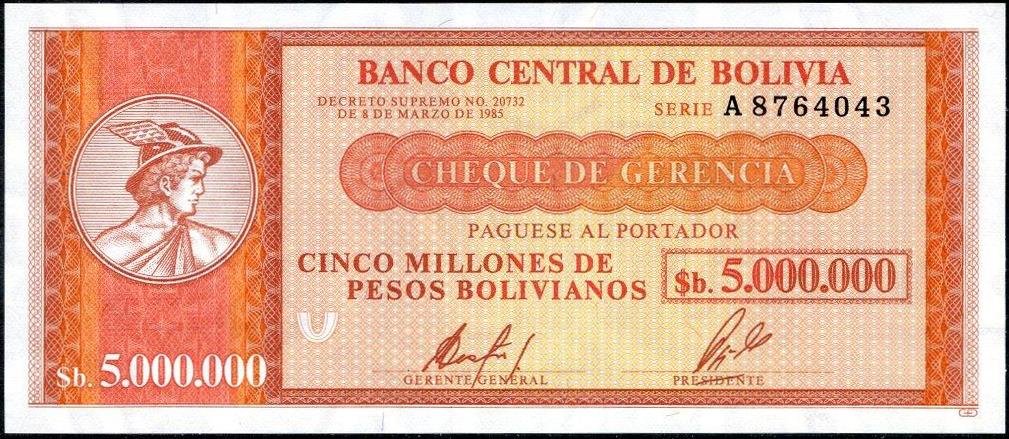 BANCO CENTRAL DE BOLIVIA
DECRETO SUPREMO NO. 20732
DE 8 DE MARZO DE 1985
SERIE A 8764043
CHEQUE DE GERENCIA
PAGUESE AL PORTADOR
CINCO MILLONES DE
PESOS BOLIVIANOS
$b. 5.000.000
$b. 5.000.000
GERENTE GENERAL
PRESIDENTE